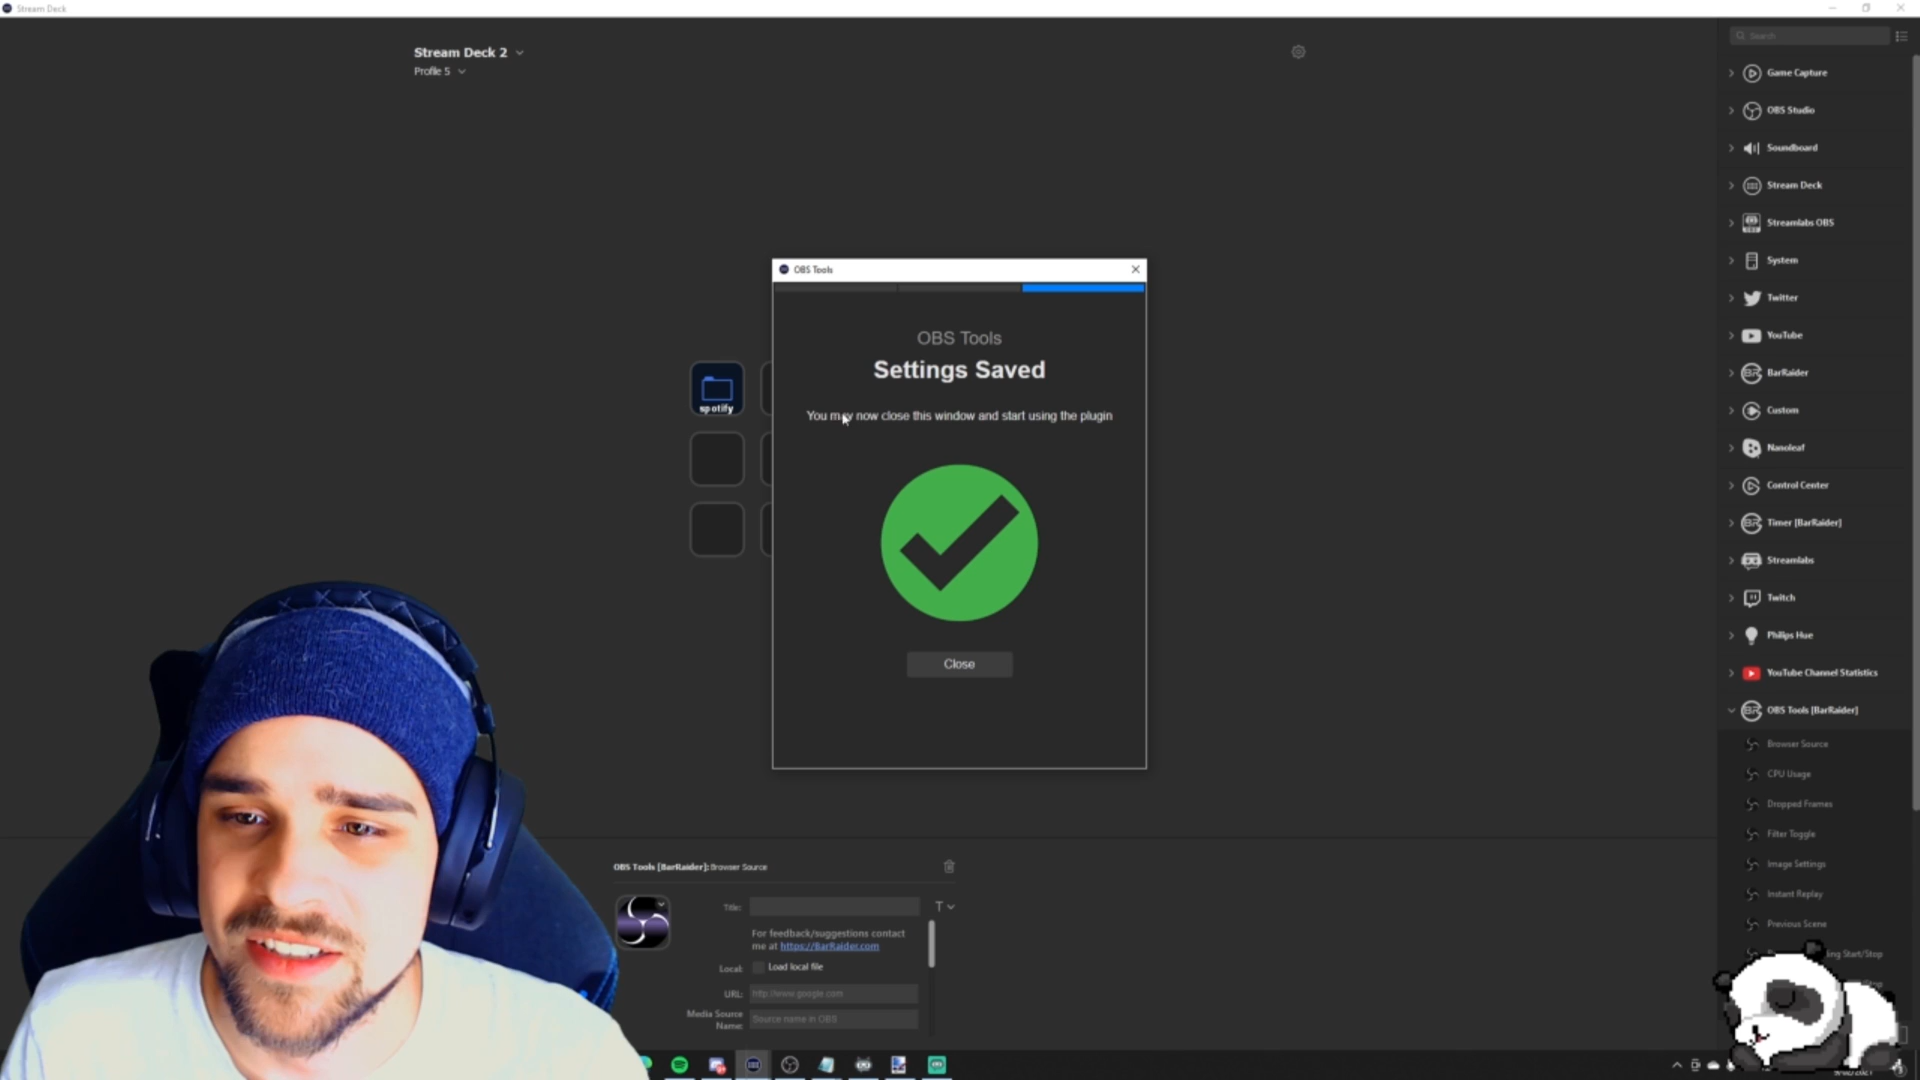 Stream Deck
Stream Deck 2
Profile 5
Search
Game Capture
OBS Studio
Soundboard
Stream Deck
Streamlabs OBS
System
Twitter
YouTube
BarRaider
Custom
Nanoleaf
Control Center
Timer [BarRaider]
Streamlabs
Twitch
Philips Hue
YouTube Channel Statistics
OBS Tools [BarRaider]
Browser Source
CPU Usage
Dropped Frames
Filter Toggle
Image Settings
Instant Replay
Previous Scene
Start/Stop
spotify
OBS Tools
OBS Tools
Settings Saved
You may now close this window and start using the plugin
Close
OBS Tools [BarRaider]: Browser Source
Title:
T
For feedback/suggestions contact
me at https://BarRaider.com
Local: Load local file
URL: http://www.google.com
Media Source
Name: Source name in OBS